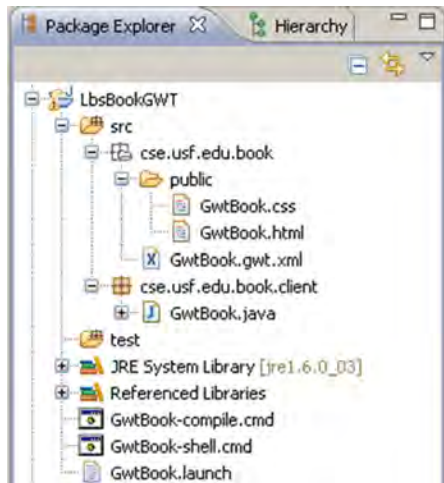 Package Explorer Hierarchy
LbsBookGWT
src
cse.usf.edu.book
public
GwtBook.css
GwtBook.html
GwtBook.gwt.xml
cse.usf.edu.book.client
GwtBook.java
test
JRE System Library [jre1.6.0_03]
Referenced Libraries
GwtBook-compile.cmd
GwtBook-shell.cmd
GwtBook.launch